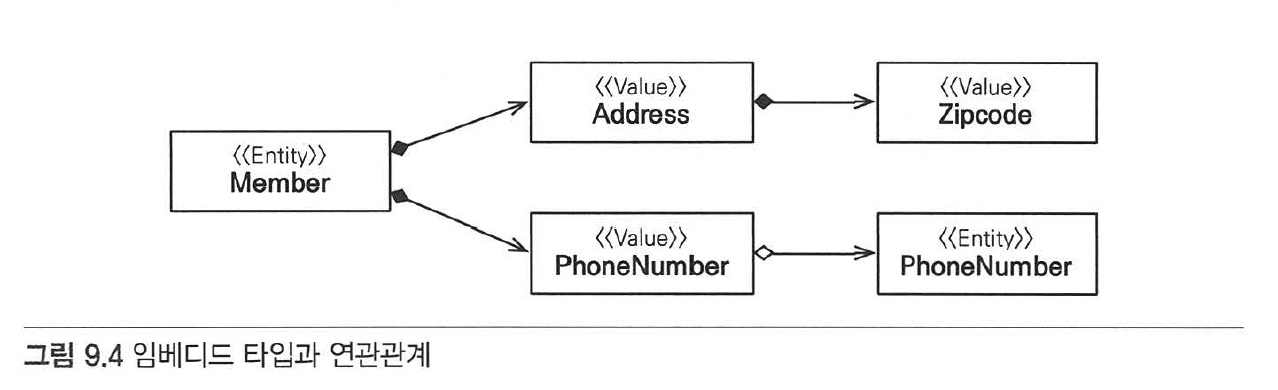 <<Value>>
Address
<<Value>>
Zipcode
<<Entity>>
Member
<<Value>>
PhoneNumber
<<Entity>>
PhoneNumber
그림 9.4 임베디드 타입과 연관관계